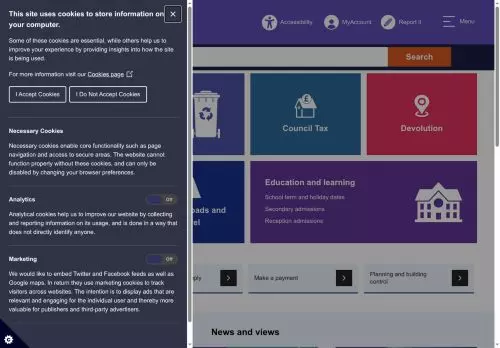 This site uses cookies to store information on
your computer.
Some of these cookies are essential, while others help us to
improve your experience by providing insights into how the site
is being used.
For more information visit our Cookies page
I Accept Cookies
I Do Not Accept Cookies
Necessary Cookies
Necessary cookies enable core functionality such as page
navigation and access to secure areas. The website cannot
function properly without these cookies, and can only be
disabled by changing your browser preferences.
Analytics
Off
Analytical cookies help us to improve our website by collecting
and reporting information on its usage, and is done in a way that
does not directly identify anyone.
Marketing
Off
We would like to embed Twitter and Facebook feeds as well as
Google maps. In return they use marketing cookies to track
visitors across websites. The intention is to display ads that are
relevant and engaging for the individual user and thereby more
valuable for publishers and third-party advertisers.
Accessibility
MyAccount
Report it
Menu
Search
Council Tax
Devolution
Education and learning
School term and holiday dates
Secondary admissions
Reception admissions
Make a payment
Planning and building
control
News and views